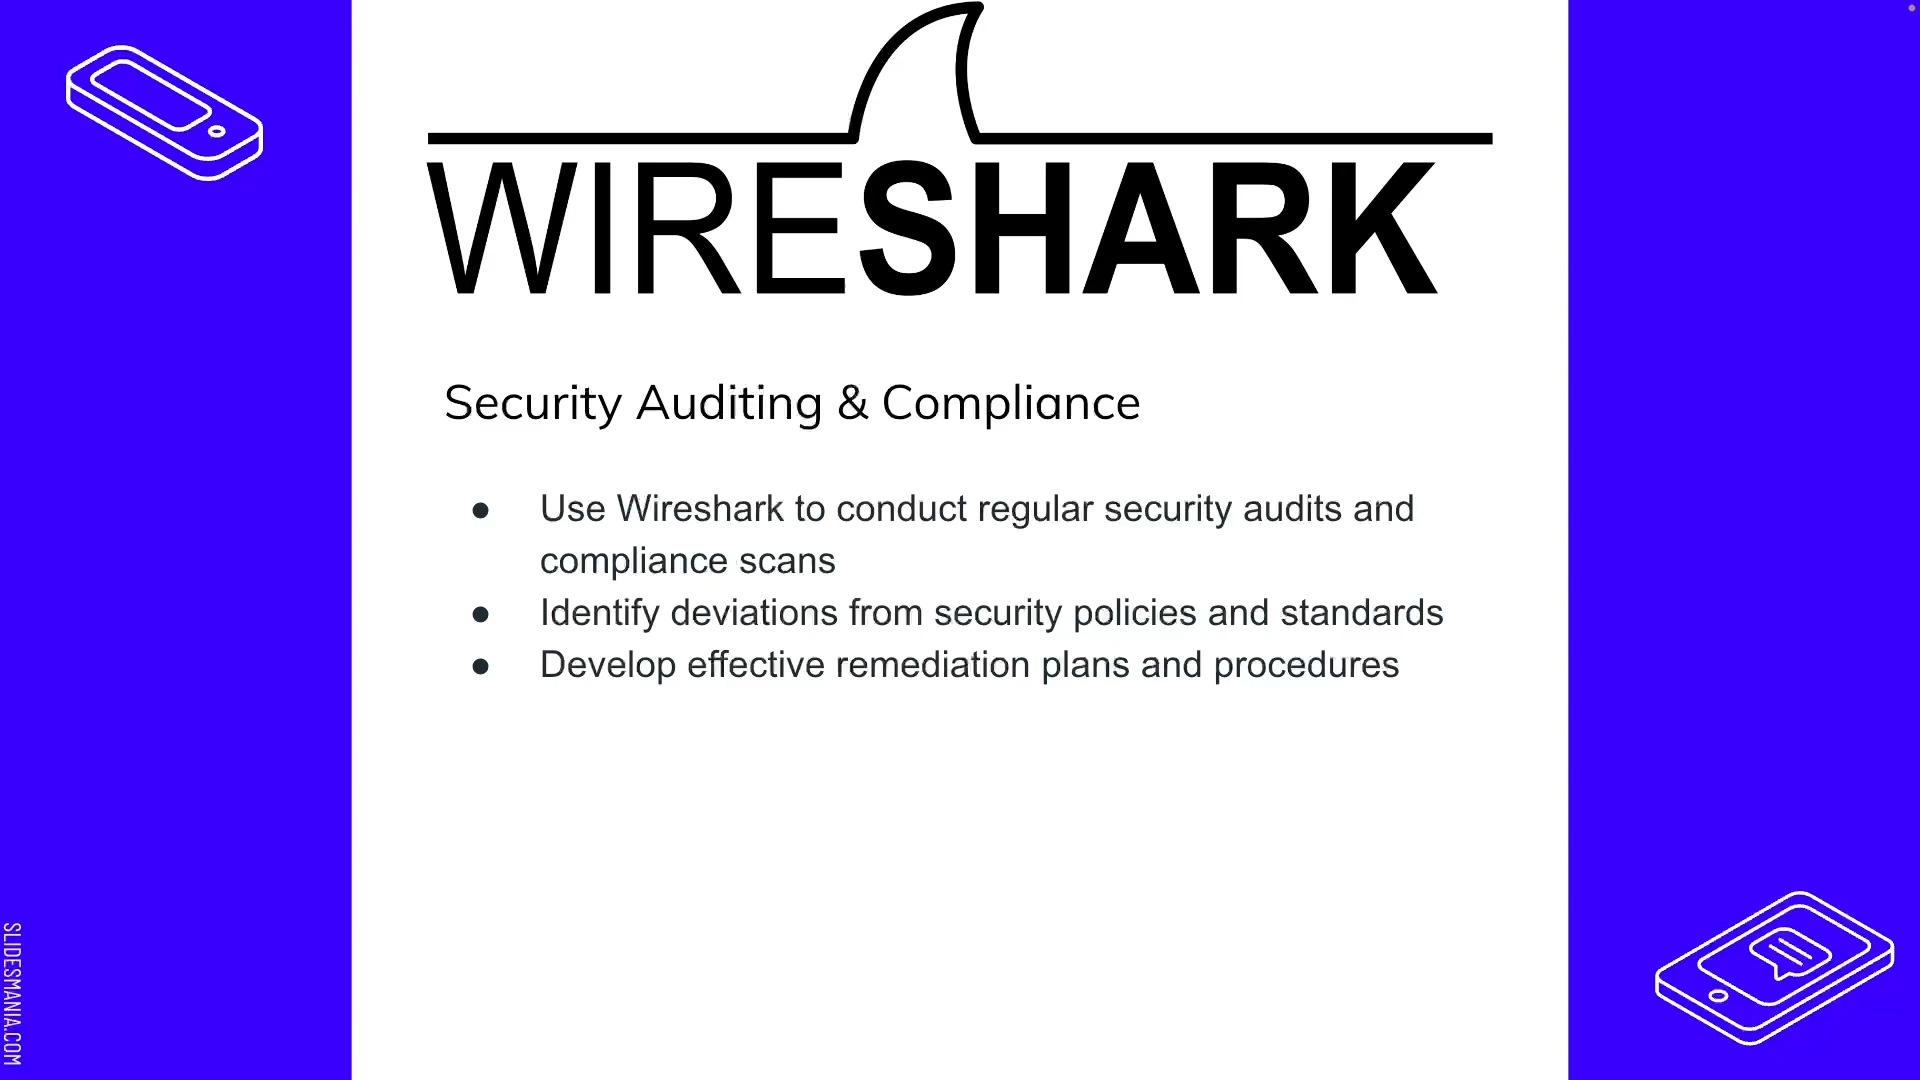 WIRESHARK
Security Auditing & Compliance
● Use Wireshark to conduct regular security audits and
compliance scans
● Identify deviations from security policies and standards
● Develop effective remediation plans and procedures
SLIDESMANIA.COM